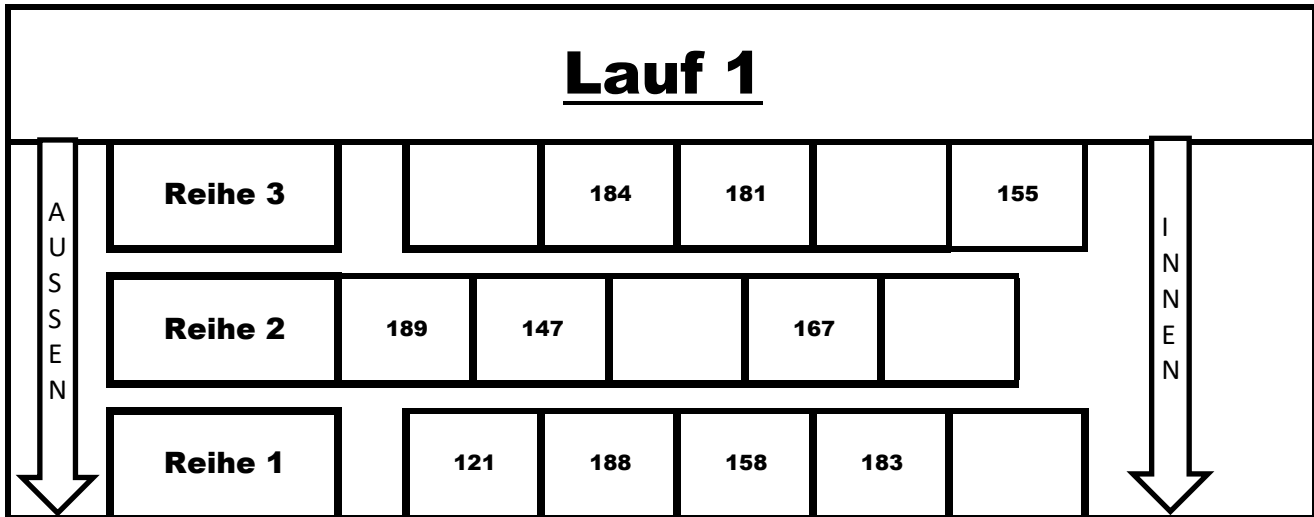 Lauf 1
Reihe 3 184 181 155
Reihe 2 189 147 167
Reihe 1 121 188 158 183
AUSSEN
INNEN